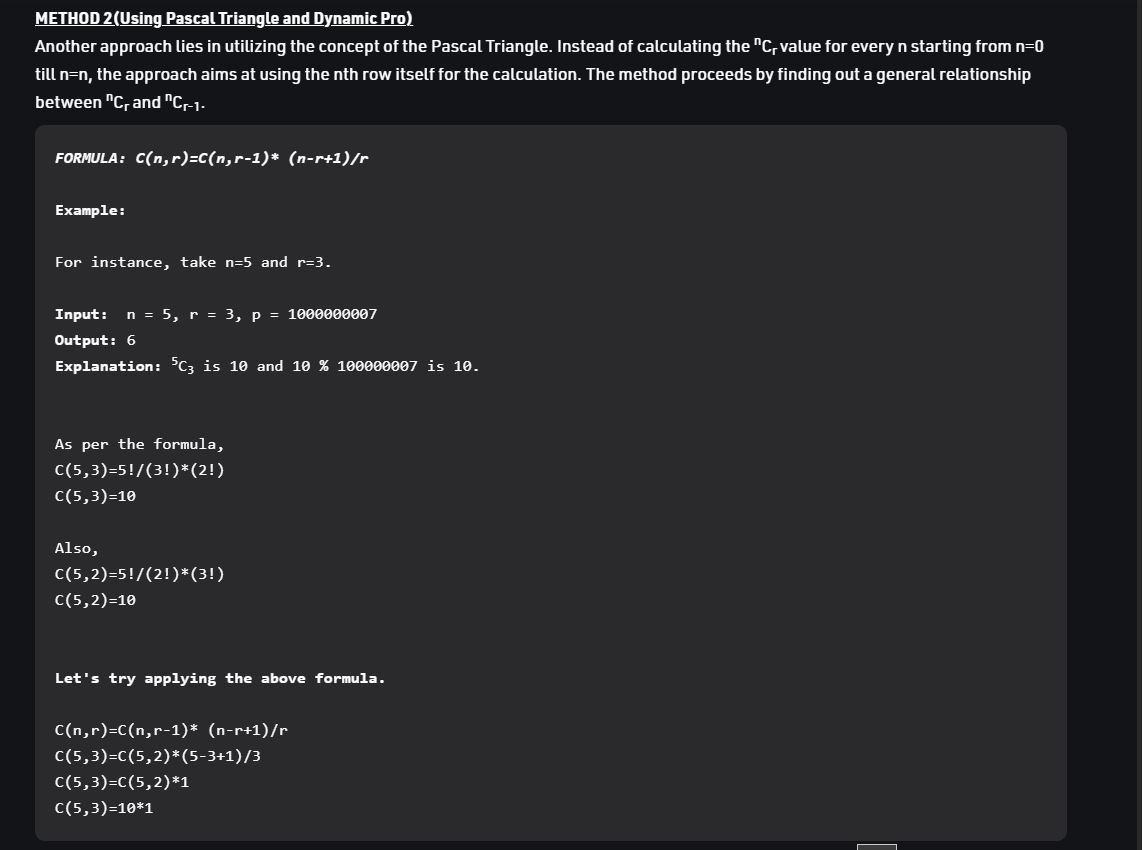 METHOD 2(Using Pascal Triangle and Dynamic Pro)
Another approach lies in utilizing the concept of the Pascal Triangle. Instead of calculating the ⁿCᵣ value for every n starting from n=0
till n=n, the approach aims at using the nth row itself for the calculation. The method proceeds by finding out a general relationship
between ⁿCᵣ and ⁿCᵣ₋₁.
FORMULA: C(n,r)=C(n,r-1)* (n-r+1)/r
Example:
For instance, take n=5 and r=3.
Input:  n = 5, r = 3, p = 1000000007
Output: 6
Explanation: ⁵C₃ is 10 and 10 % 100000007 is 10.
As per the formula,
C(5,3)=5!/(3!)*(2!)
C(5,3)=10
Also,
C(5,2)=5!/(2!)*(3!)
C(5,2)=10
Let's try applying the above formula.
C(n,r)=C(n,r-1)* (n-r+1)/r
C(5,3)=C(5,2)*(5-3+1)/3
C(5,3)=C(5,2)*1
C(5,3)=10*1